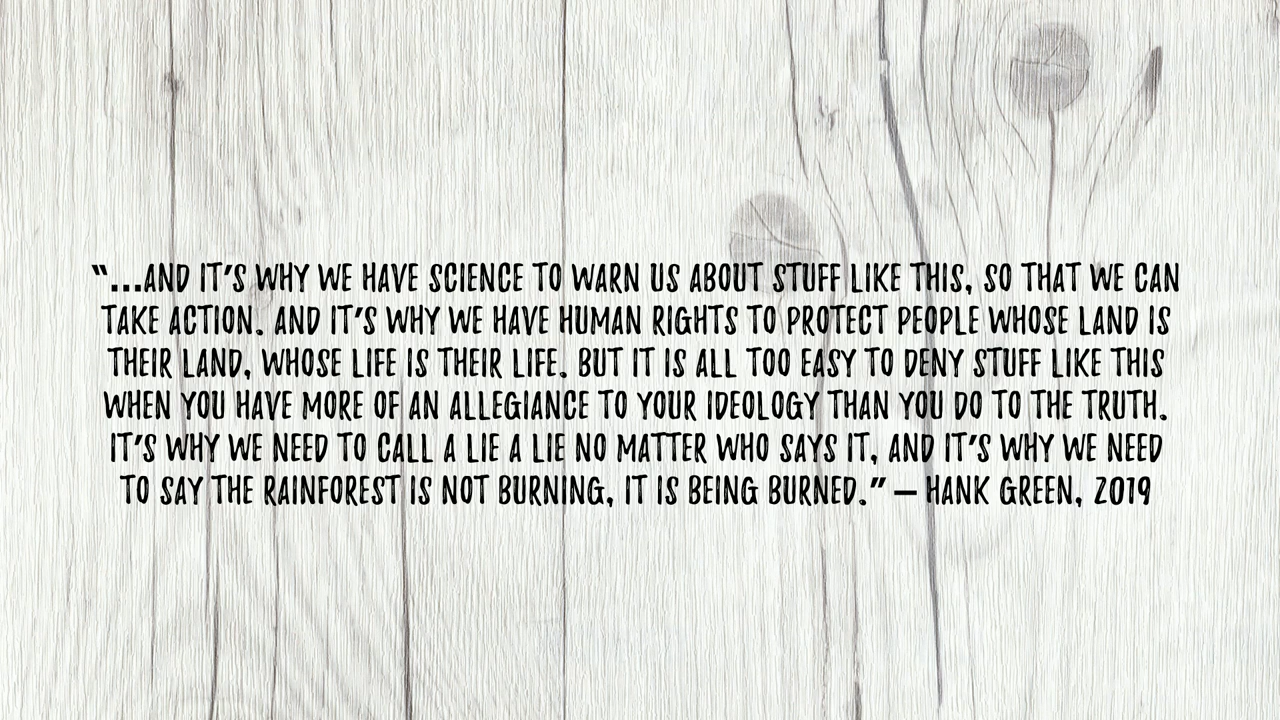 “...AND IT’S WHY WE HAVE SCIENCE TO WARN US ABOUT STUFF LIKE THIS, SO THAT WE CAN
TAKE ACTION. AND IT’S WHY WE HAVE HUMAN RIGHTS TO PROTECT PEOPLE WHOSE LAND IS
THEIR LAND, WHOSE LIFE IS THEIR LIFE. BUT IT IS ALL TOO EASY TO DENY STUFF LIKE THIS
WHEN YOU HAVE MORE OF AN ALLEGIANCE TO YOUR IDEOLOGY THAN YOU DO TO THE TRUTH.
IT’S WHY WE NEED TO CALL A LIE A LIE NO MATTER WHO SAYS IT, AND IT’S WHY WE NEED
TO SAY THE RAINFOREST IS NOT BURNING, IT IS BEING BURNED.” – HANK GREEN, 2019